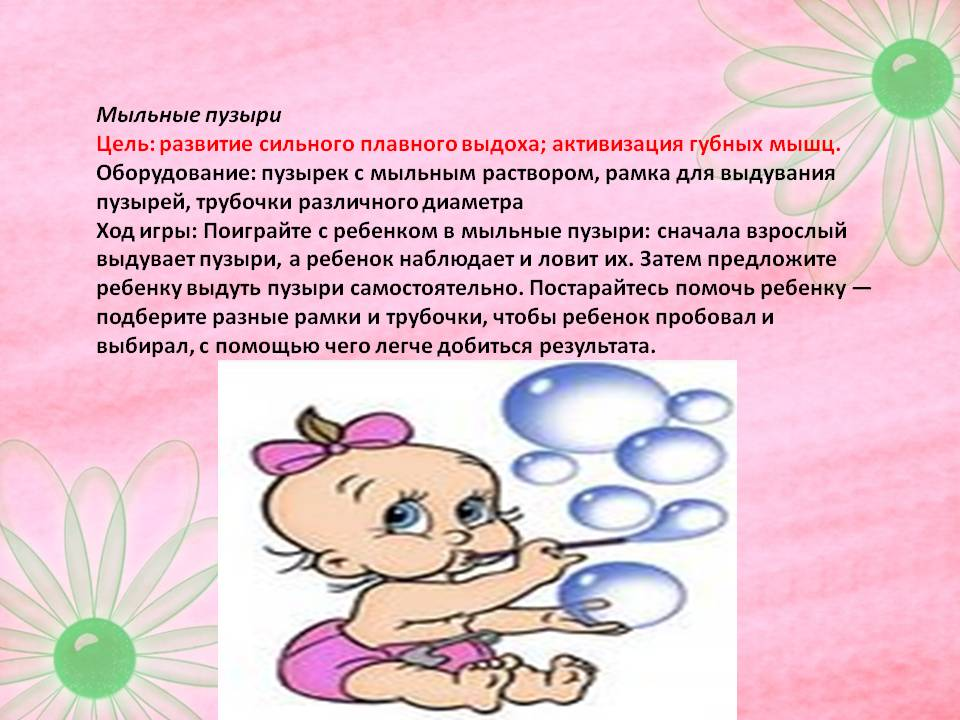 Мыльные пузыри
Цель: развитие сильного плавного выдоха; активизация губных мышц.
Оборудование: пузырек с мыльным раствором, рамка для выдувания
пузырей, трубочки различного диаметра
Ход игры: Поиграйте с ребенком в мыльные пузыри: сначала взрослый
выдувает пузыри, а ребенок наблюдает и ловит их. Затем предложите
ребенку выдуть пузыри самостоятельно. Постарайтесь помочь ребенку —
подберите разные рамки и трубочки, чтобы ребенок пробовал и
выбирал, с помощью чего легче добиться результата.